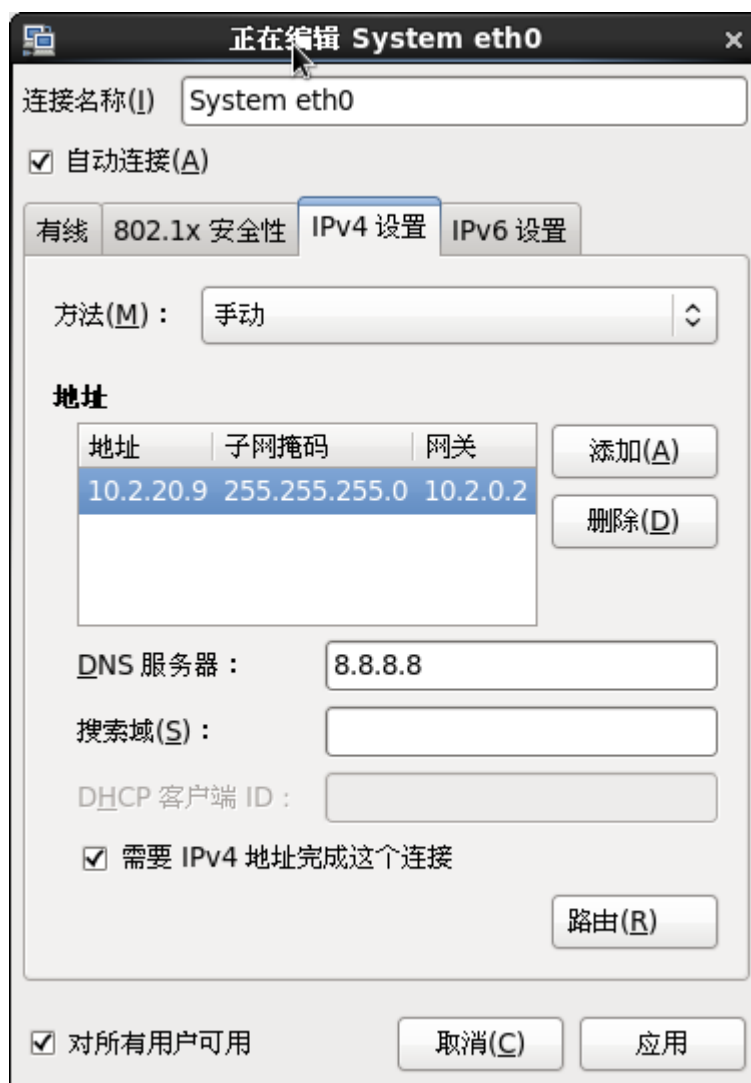 正在编辑 System eth0
连接名称(I) System eth0
自动连接(A)
有线 802.1x 安全性 IPv4 设置 IPv6 设置
方法(M)： 手动
地址
地址 子网掩码 网关 添加(A)
10.2.20.9 255.255.255.0 10.2.0.2
删除(D)
DNS 服务器： 8.8.8.8
搜索域(S)：
DHCP 客户端 ID：
需要 IPv4 地址完成这个连接
路由(R)
对所有用户可用 取消(C) 应用